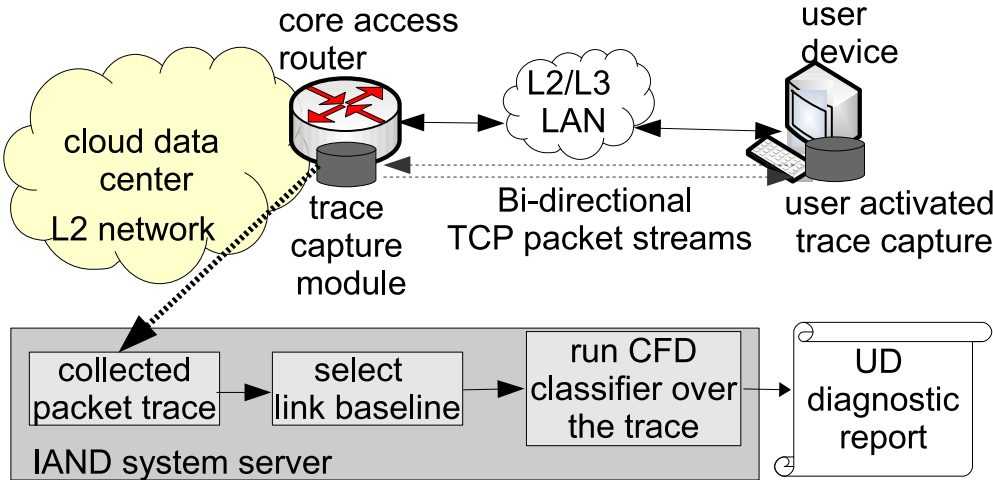 core access
router
user
device
L2/L3
LAN
cloud data
center
L2 network
trace
capture
module
Bi-directional
TCP packet streams
user activated
trace capture
collected
packet trace
select
link baseline
run CFD
classifier over
the trace
UD
diagnostic
report
IAND system server